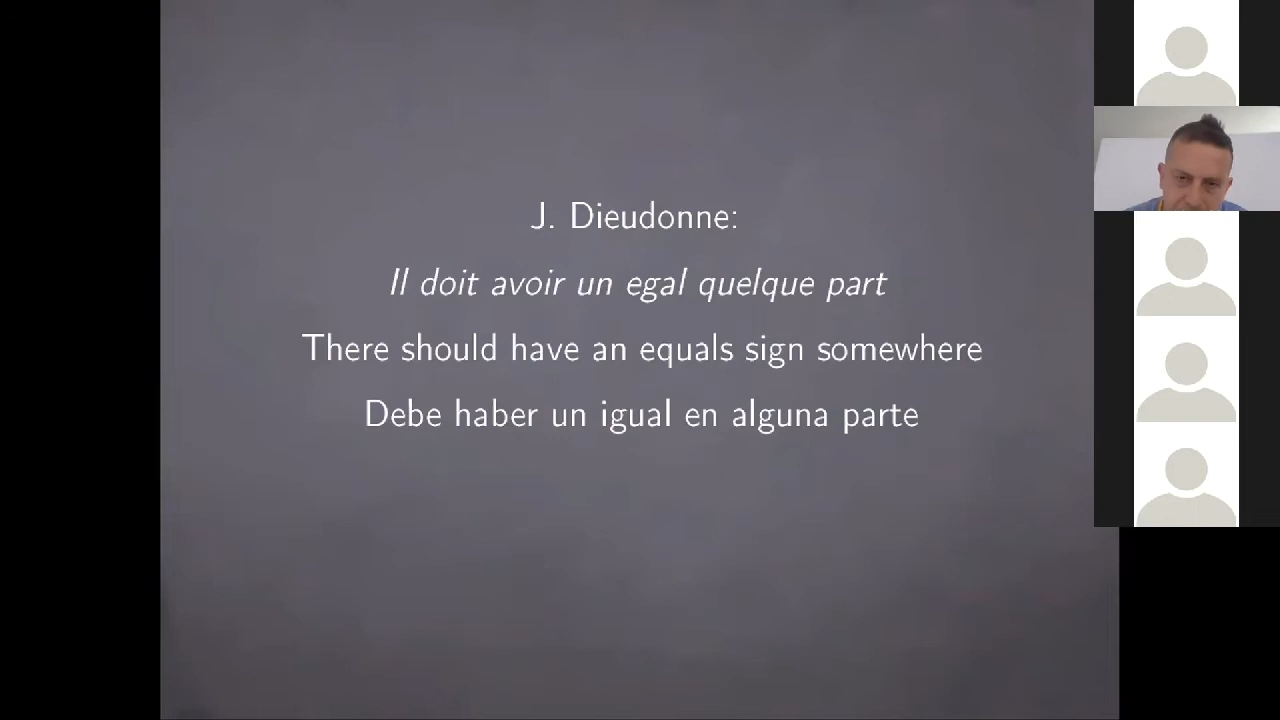 J. Dieudonne:
Il doit avoir un egal quelque part
There should have an equals sign somewhere
Debe haber un igual en alguna parte